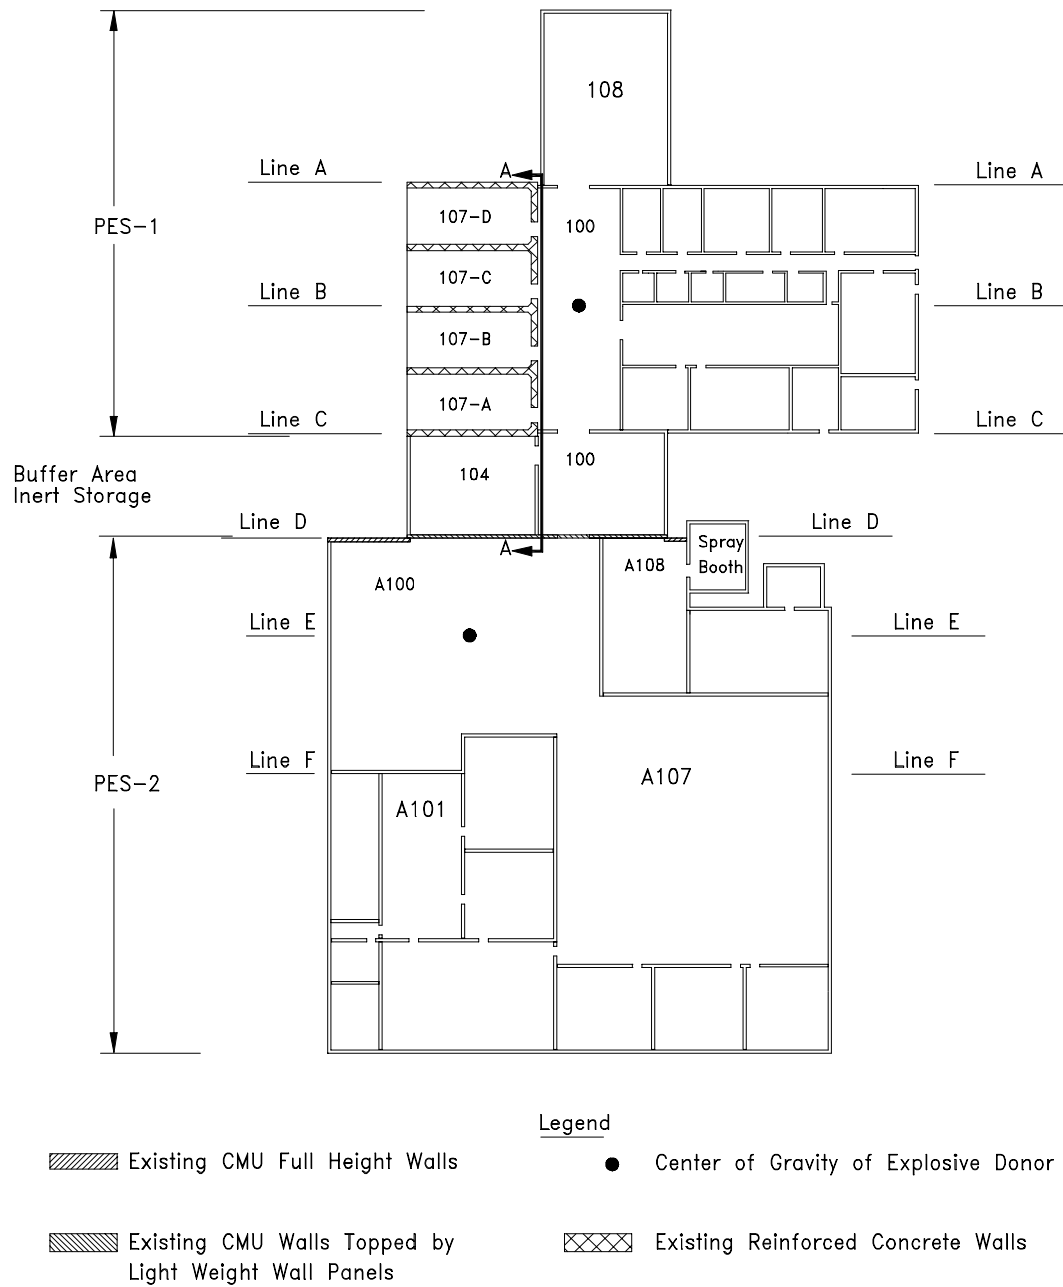 108
Line A
A
Line A
PES-1
107-D
100
107-C
Line B
Line B
107-B
107-A
Line C
Line C
100
Buffer Area
Inert Storage
104
Line D
Line D
A
Spray
Booth
A108
A100
Line E
Line E
Line F
Line F
PES-2
A107
A101
Legend
Existing CMU Full Height Walls
Center of Gravity of Explosive Donor
Existing CMU Walls Topped by
Light Weight Wall Panels
Existing Reinforced Concrete Walls